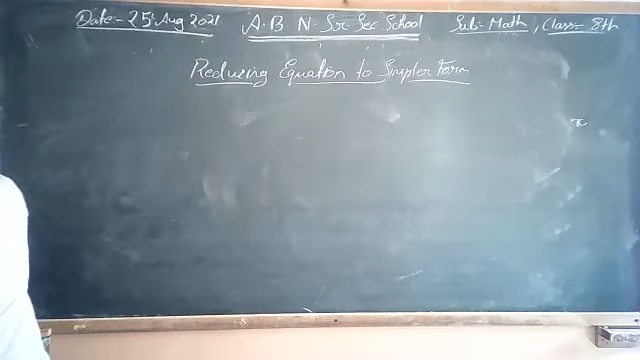 Date:- 25 Aug 2021 A.B N. Sr. Sec School Sub:- Math, Class:- 8th
Reducing Equation to Simpler Form